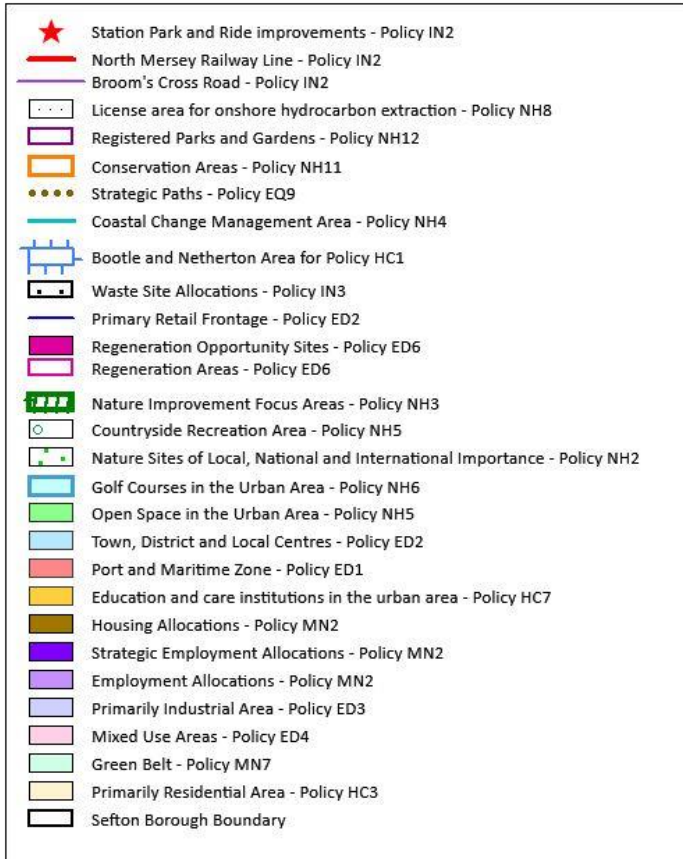 Station Park and Ride improvements - Policy IN2
North Mersey Railway Line - Policy IN2
Broom's Cross Road - Policy IN2
License area for onshore hydrocarbon extraction - Policy NH8
Registered Parks and Gardens - Policy NH12
Conservation Areas - Policy NH11
Strategic Paths - Policy EQ9
Coastal Change Management Area - Policy NH4
Bootle and Netherton Area for Policy HC1
Waste Site Allocations - Policy IN3
Primary Retail Frontage - Policy ED2
Regeneration Opportunity Sites - Policy ED6
Regeneration Areas - Policy ED6
Nature Improvement Focus Areas - Policy NH3
Countryside Recreation Area - Policy NH5
Nature Sites of Local, National and International Importance - Policy NH2
Golf Courses in the Urban Area - Policy NH6
Open Space in the Urban Area - Policy NH5
Town, District and Local Centres - Policy ED2
Port and Maritime Zone - Policy ED1
Education and care institutions in the urban area - Policy HC7
Housing Allocations - Policy MN2
Strategic Employment Allocations - Policy MN2
Employment Allocations - Policy MN2
Primarily Industrial Area - Policy ED3
Mixed Use Areas - Policy ED4
Green Belt - Policy MN7
Primarily Residential Area - Policy HC3
Sefton Borough Boundary